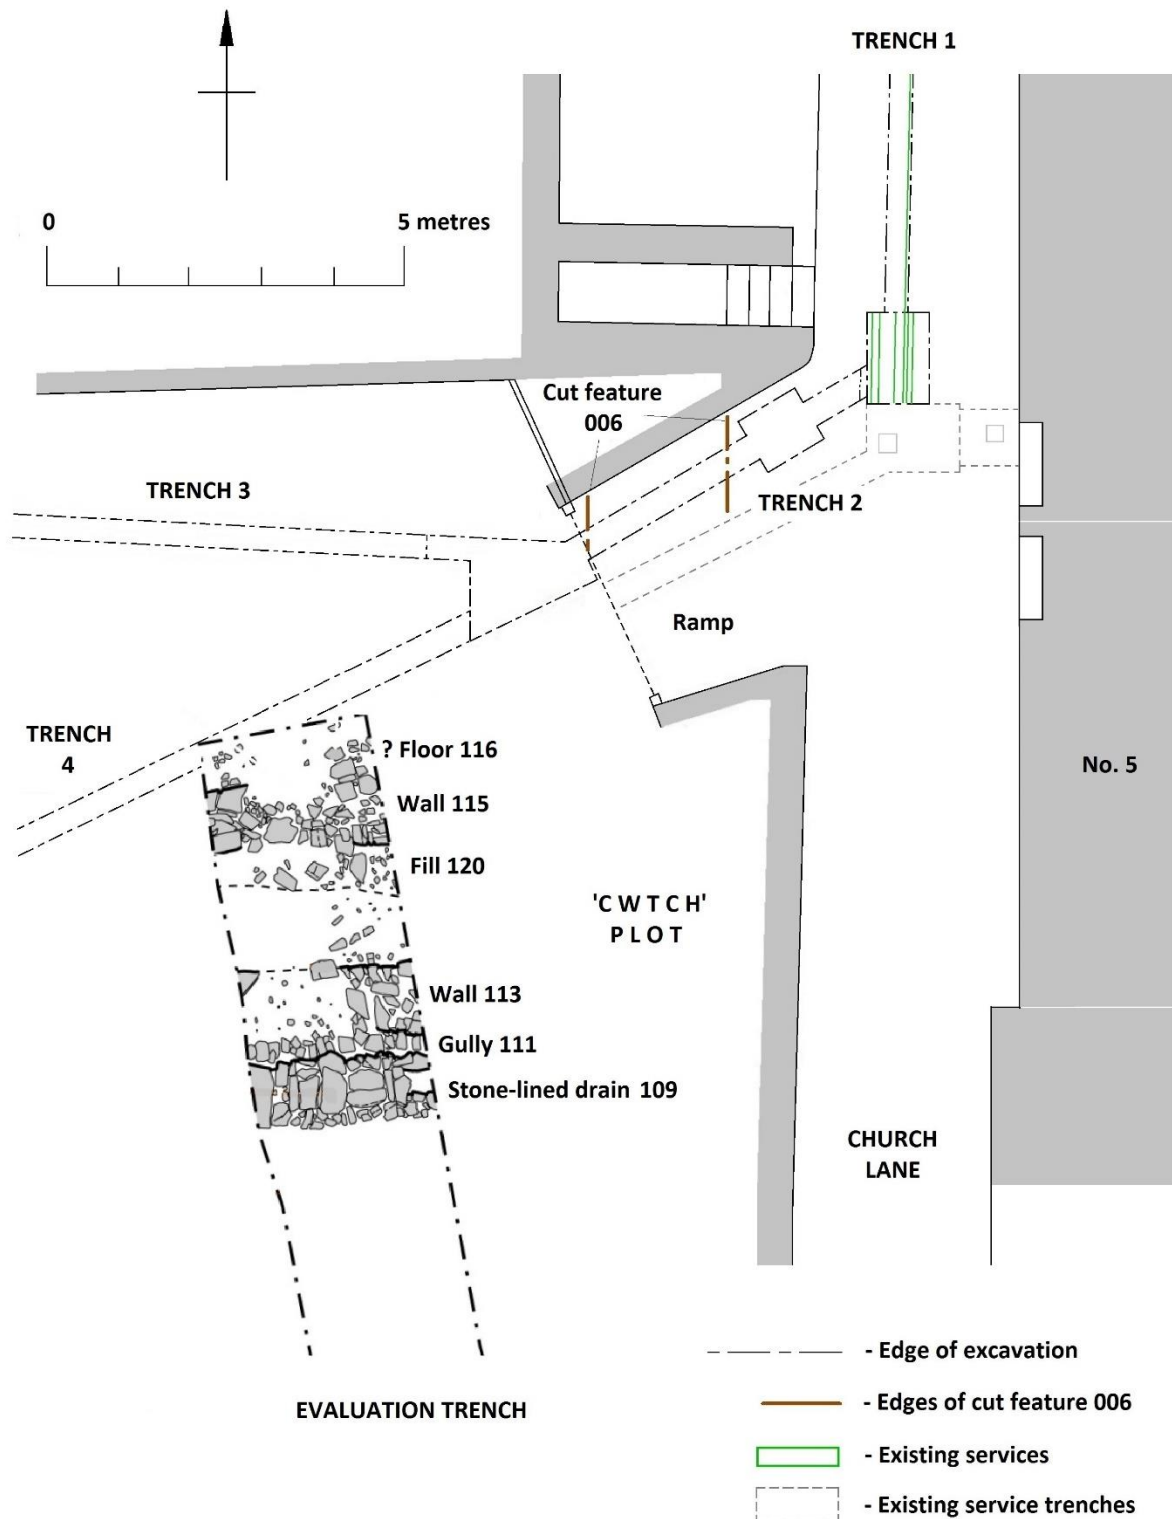 TRENCH 1
0
5 metres
Cut feature
006
TRENCH 3
TRENCH 2
Ramp
TRENCH
4
? Floor 116
Wall 115
No. 5
Fill 120
'C W T C H'
P L O T
Wall 113
Gully 111
Stone-lined drain 109
CHURCH
LANE
EVALUATION TRENCH
- Edge of excavation
- Edges of cut feature 006
- Existing services
- Existing service trenches